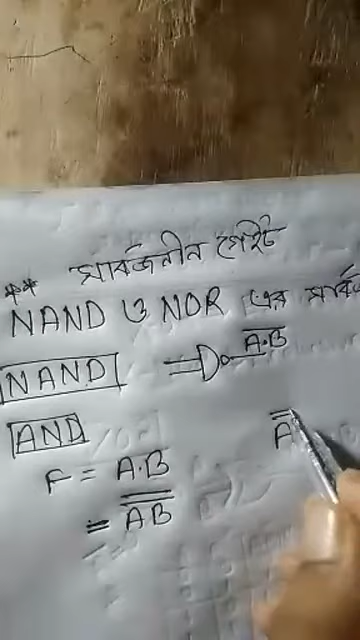 ** সার্বজনীন গেইট
NAND ও NOR এর সার্ব
NAND A̅·̅B̅
AND
F = A·B
= A̿B̿
A̿